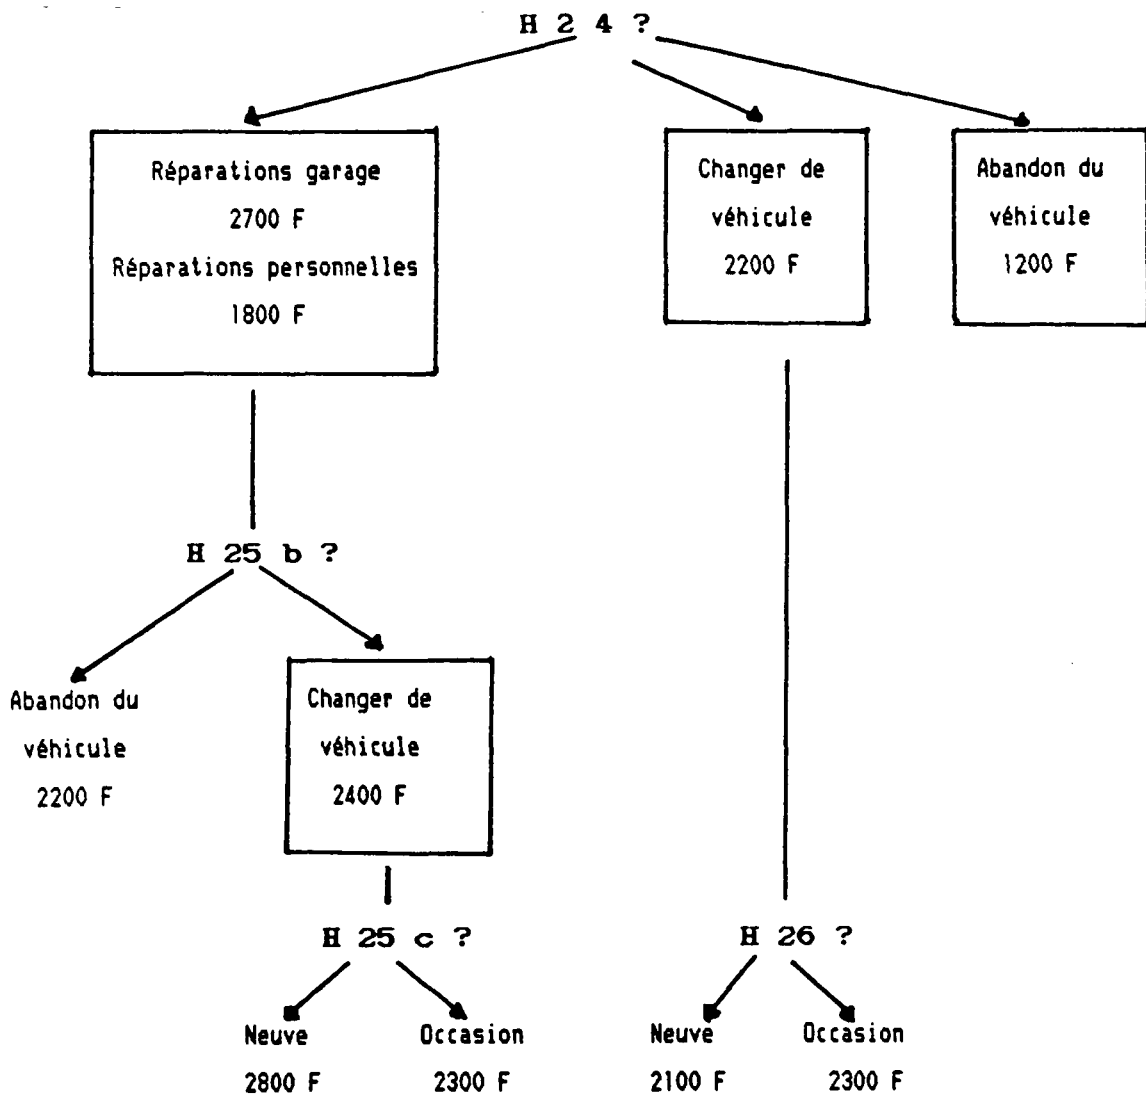 H 2 4 ?
Réparations garage
2700 F
Réparations personnelles
1800 F
Changer de
véhicule
2200 F
Abandon du
véhicule
1200 F
H 25 b ?
Abandon du
véhicule
2200 F
Changer de
véhicule
2400 F
H 25 c ?
Neuve
2800 F
Occasion
2300 F
H 26 ?
Neuve
2100 F
Occasion
2300 F